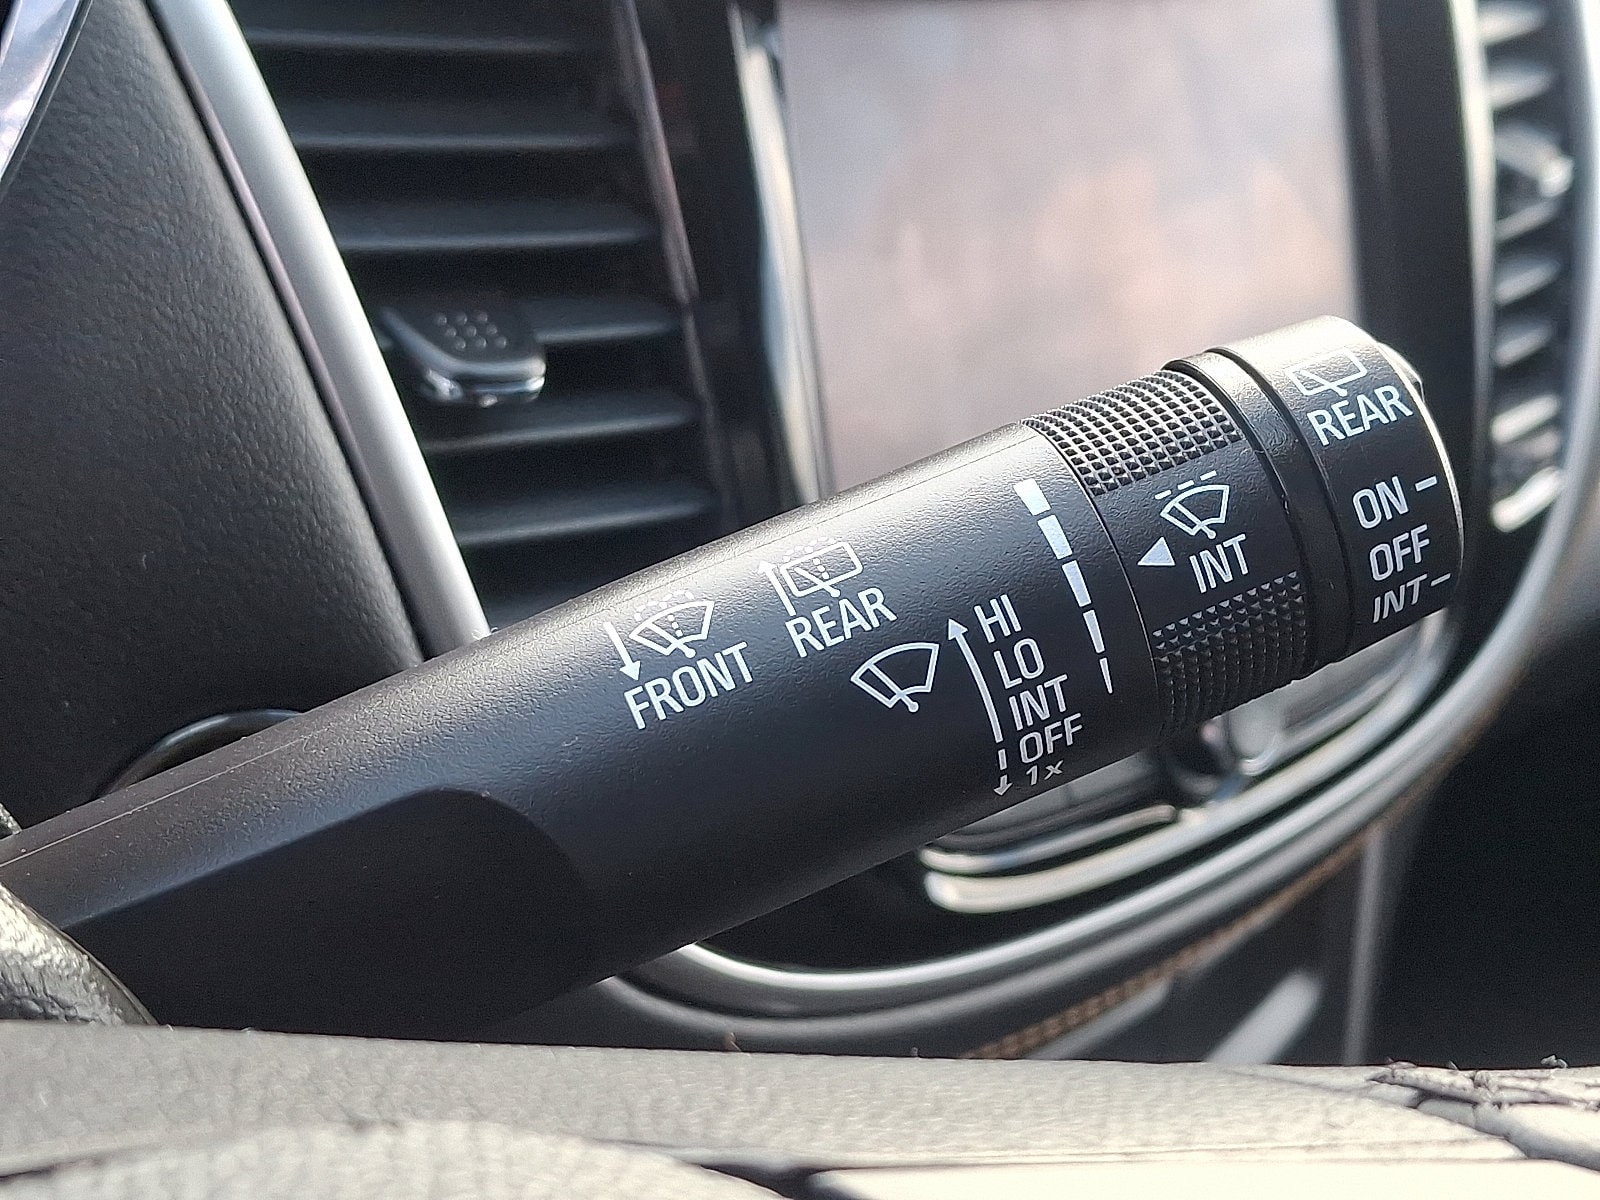 FRONT
REAR
HI
LO
INT
OFF
1x
INT
REAR
ON
OFF
INT